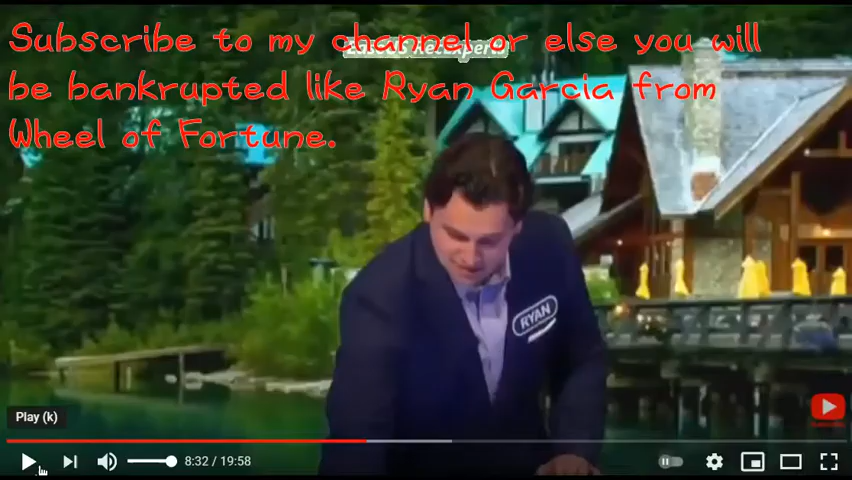 Subscribe to my channel or else you will
be bankrupted like Ryan Garcia from
Wheel of Fortune.
RYAN
Play (k)
8:32 / 19:58